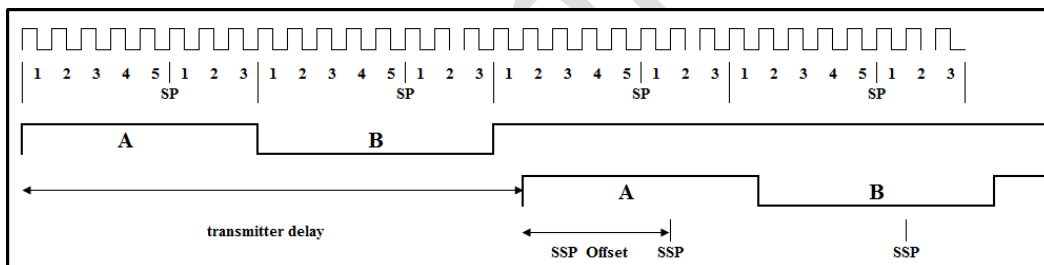 1 2 3 4 5 1 2 3 1 2 3 4 5 1 2 3 1 2 3 4 5 1 2 3 1 2 3 4 5 1 2 3
SP SP SP SP
A B
A B
transmitter delay
SSP Offset SSP SSP